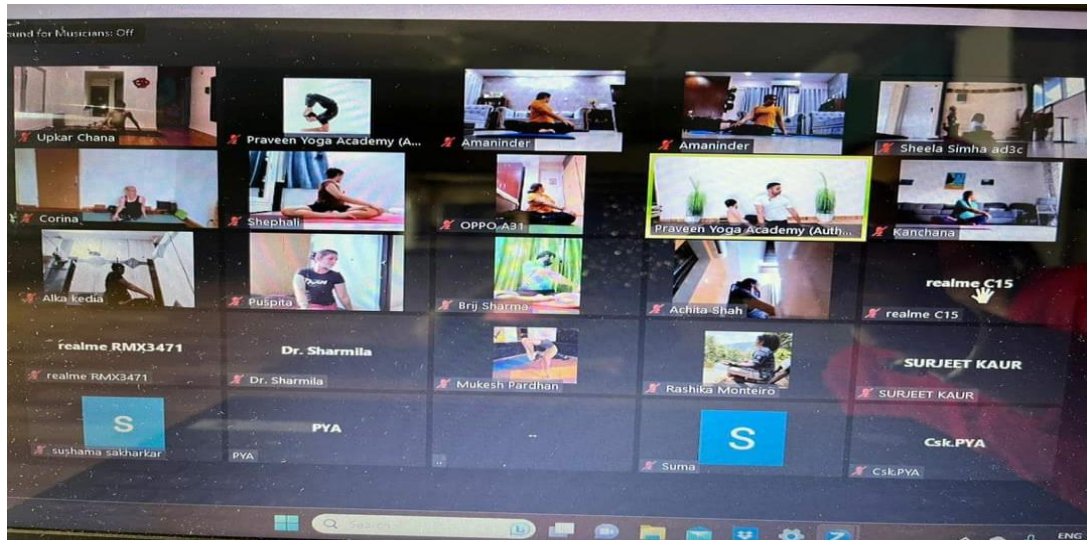 ound for Musicians: Off
Upkar Chana
Praveen Yoga Academy (A...
Amaninder
Amaninder
Sheela Simha ad3c
Corina
Shephali
OPPO A31
Praveen Yoga Academy (Auth...
Kanchana
Alka kedia
Puspita
Brij Sharma
Achita Shah
realme C15
realme C15
realme RMX3471
realme RMX3471
Dr. Sharmila
Dr. Sharmila
Mukesh Pardhan
Rashika Monteiro
SURJEET KAUR
SURJEET KAUR
S
sushama sakharkar
PYA
PYA
..
..
S
Suma
Csk.PYA
Csk.PYA
Search
ENG